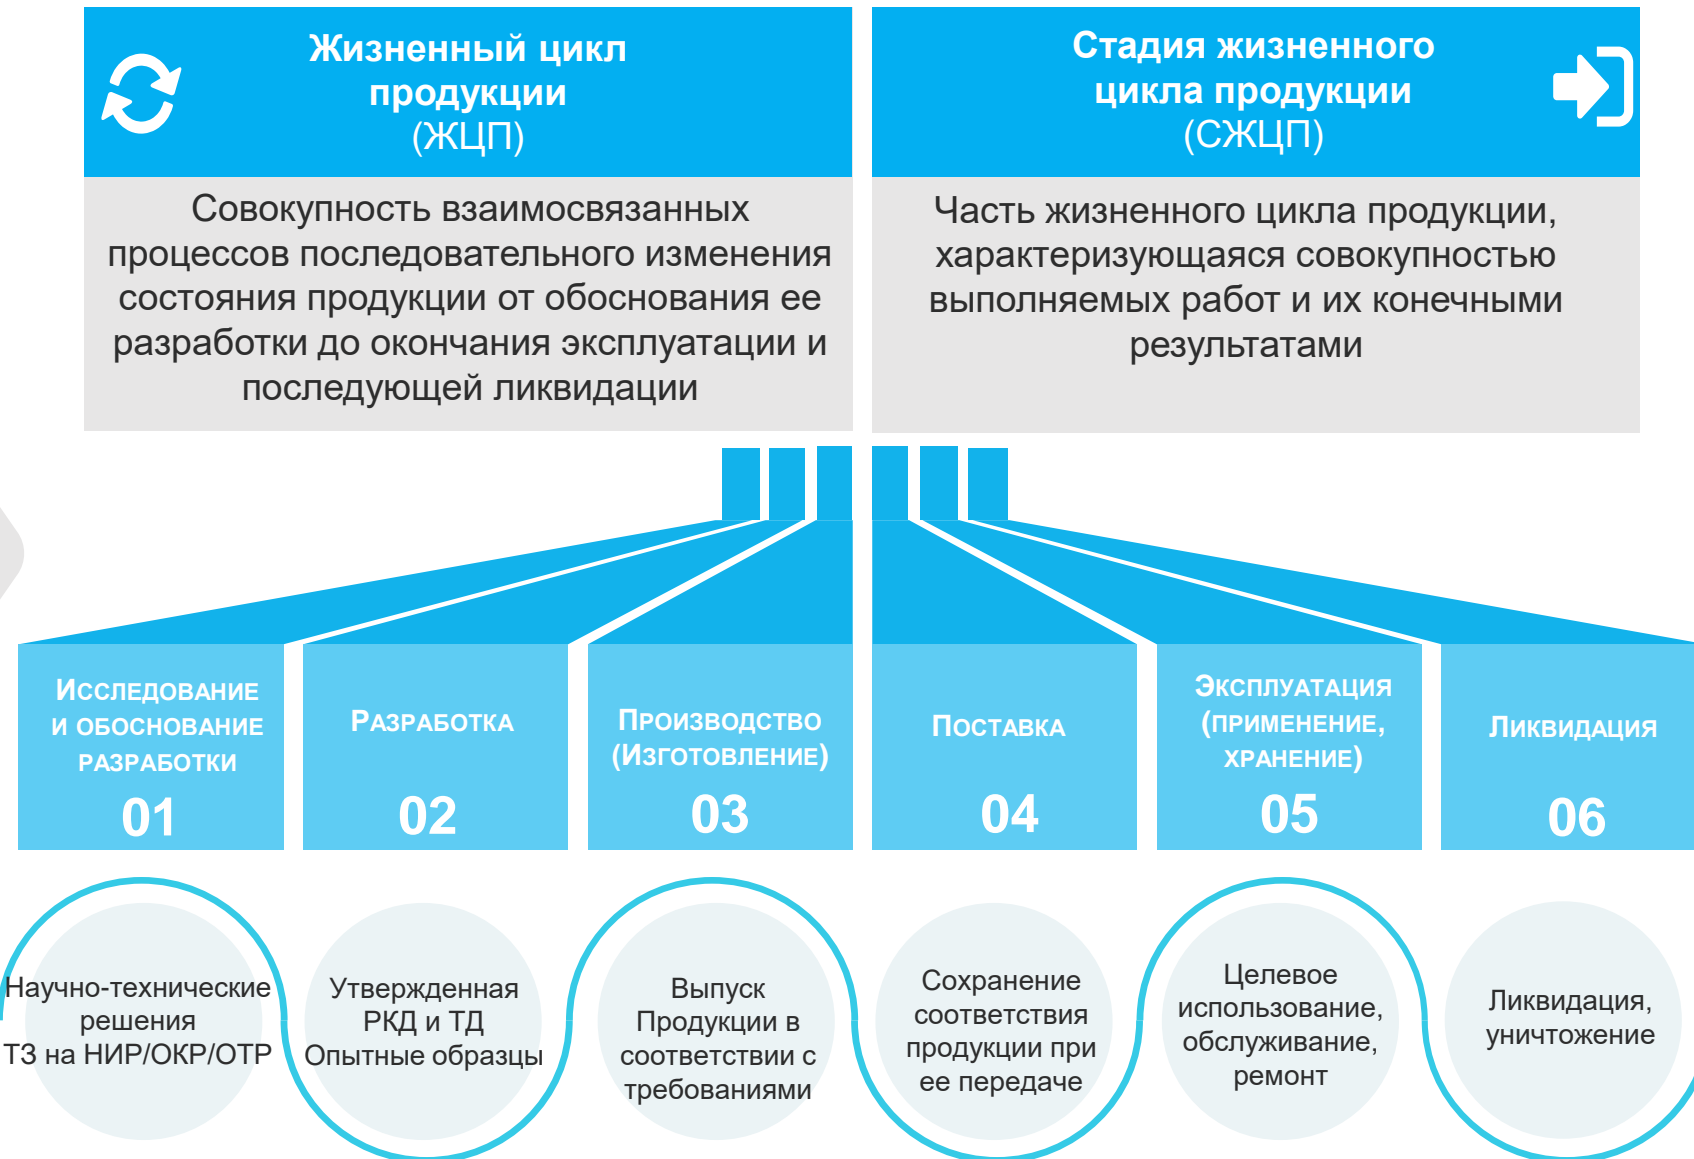 Жизненный цикл
продукции
(ЖЦП)
Совокупность взаимосвязанных
процессов последовательного изменения
состояния продукции от обоснования ее
разработки до окончания эксплуатации и
последующей ликвидации
Стадия жизненного
цикла продукции
(СЖЦП)
Часть жизненного цикла продукции,
характеризующаяся совокупностью
выполняемых работ и их конечными
результатами
Исследование
и обоснование
разработки
01
Разработка
02
Производство
(Изготовление)
03
Поставка
04
Эксплуатация
(применение,
хранение)
05
Ликвидация
06
Научно-технические
решения
ТЗ на НИР/ОКР/ОТР
Утвержденная
РКД и ТД
Опытные образцы
Выпуск
Продукции в
соответствии с
требованиями
Сохранение
соответствия
продукции при
ее передаче
Целевое
использование,
обслуживание,
ремонт
Ликвидация,
уничтожение